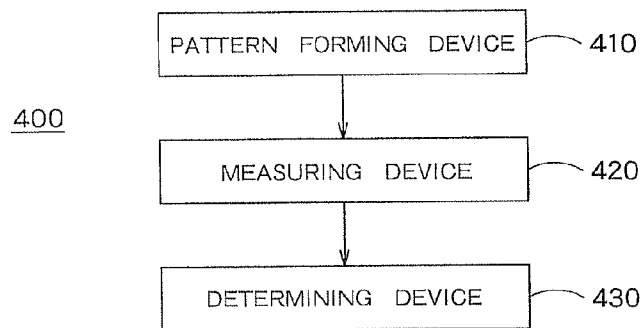 PATTERN FORMING DEVICE 410
400
MEASURING DEVICE 420
DETERMINING DEVICE 430